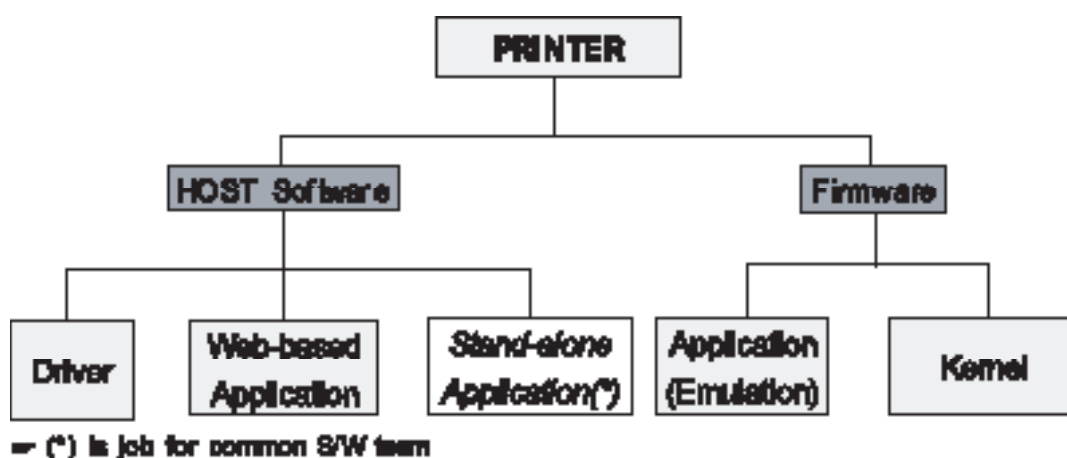 PRINTER
HOST Software
Firmware
Driver
Web-based
Application
Stand-alone
Application(*)
Application
(Emulation)
Kernel
☞ (*) is job for common S/W team